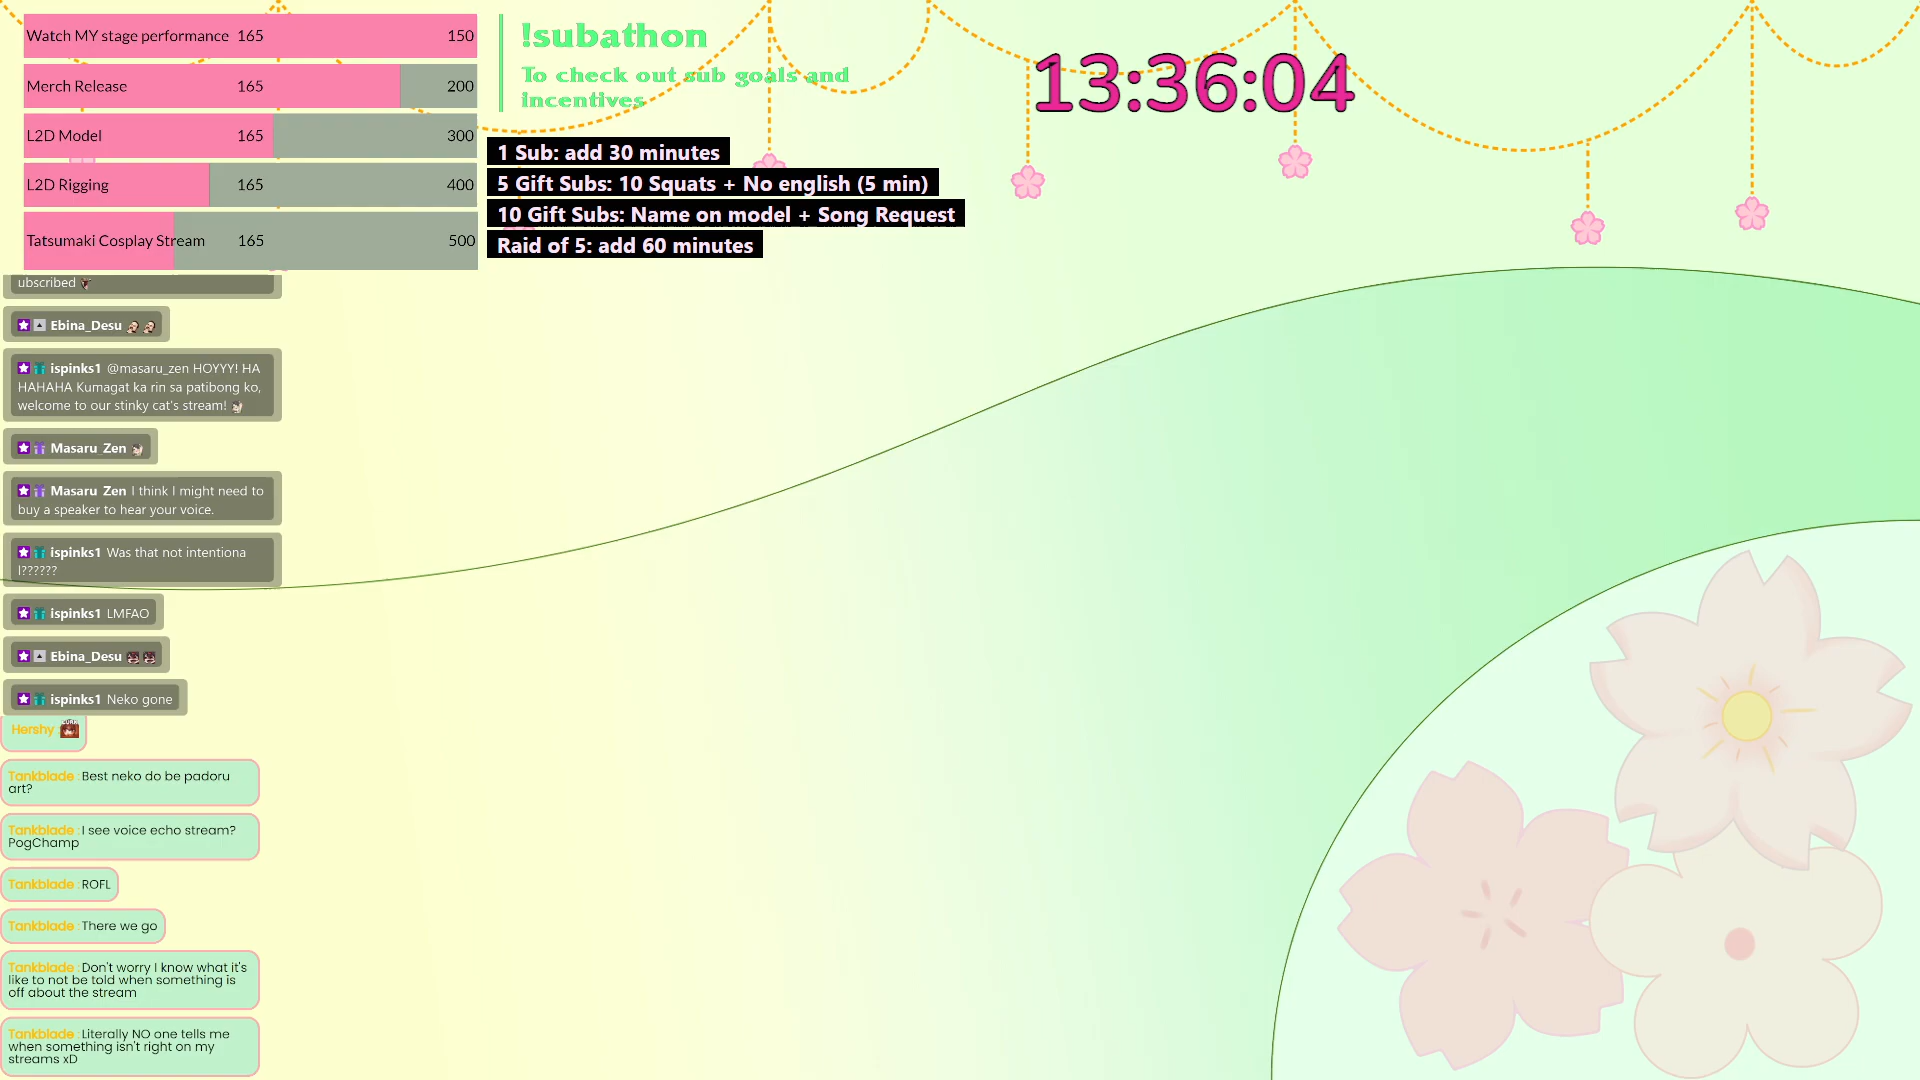 Watch MY stage performance 165 150
Merch Release 165 200
L2D Model 165 300
L2D Rigging 165 400
Tatsumaki Cosplay Stream 165 500
!subathon
To check out sub goals and
incentives
13:36:04
1 Sub: add 30 minutes
5 Gift Subs: 10 Squats + No english (5 min)
10 Gift Subs: Name on model + Song Request
Raid of 5: add 60 minutes
ubscribed
Ebina_Desu
ispinks1 @masaru_zen HOYYY! HA
HAHAHA Kumagat ka rin sa patibong ko,
welcome to our stinky cat's stream!
Masaru_Zen
Masaru_Zen I think I might need to
buy a speaker to hear your voice.
ispinks1 Was that not intentiona
l??????
ispinks1 LMFAO
Ebina_Desu
ispinks1 Neko gone
Hershy
Tankblade : Best neko do be padoru
art?
Tankblade : I see voice echo stream?
PogChamp
Tankblade : ROFL
Tankblade : There we go
Tankblade : Don't worry I know what it's
like to not be told when something is
off about the stream
Tankblade : Literally NO one tells me
when something isn't right on my
streams xD